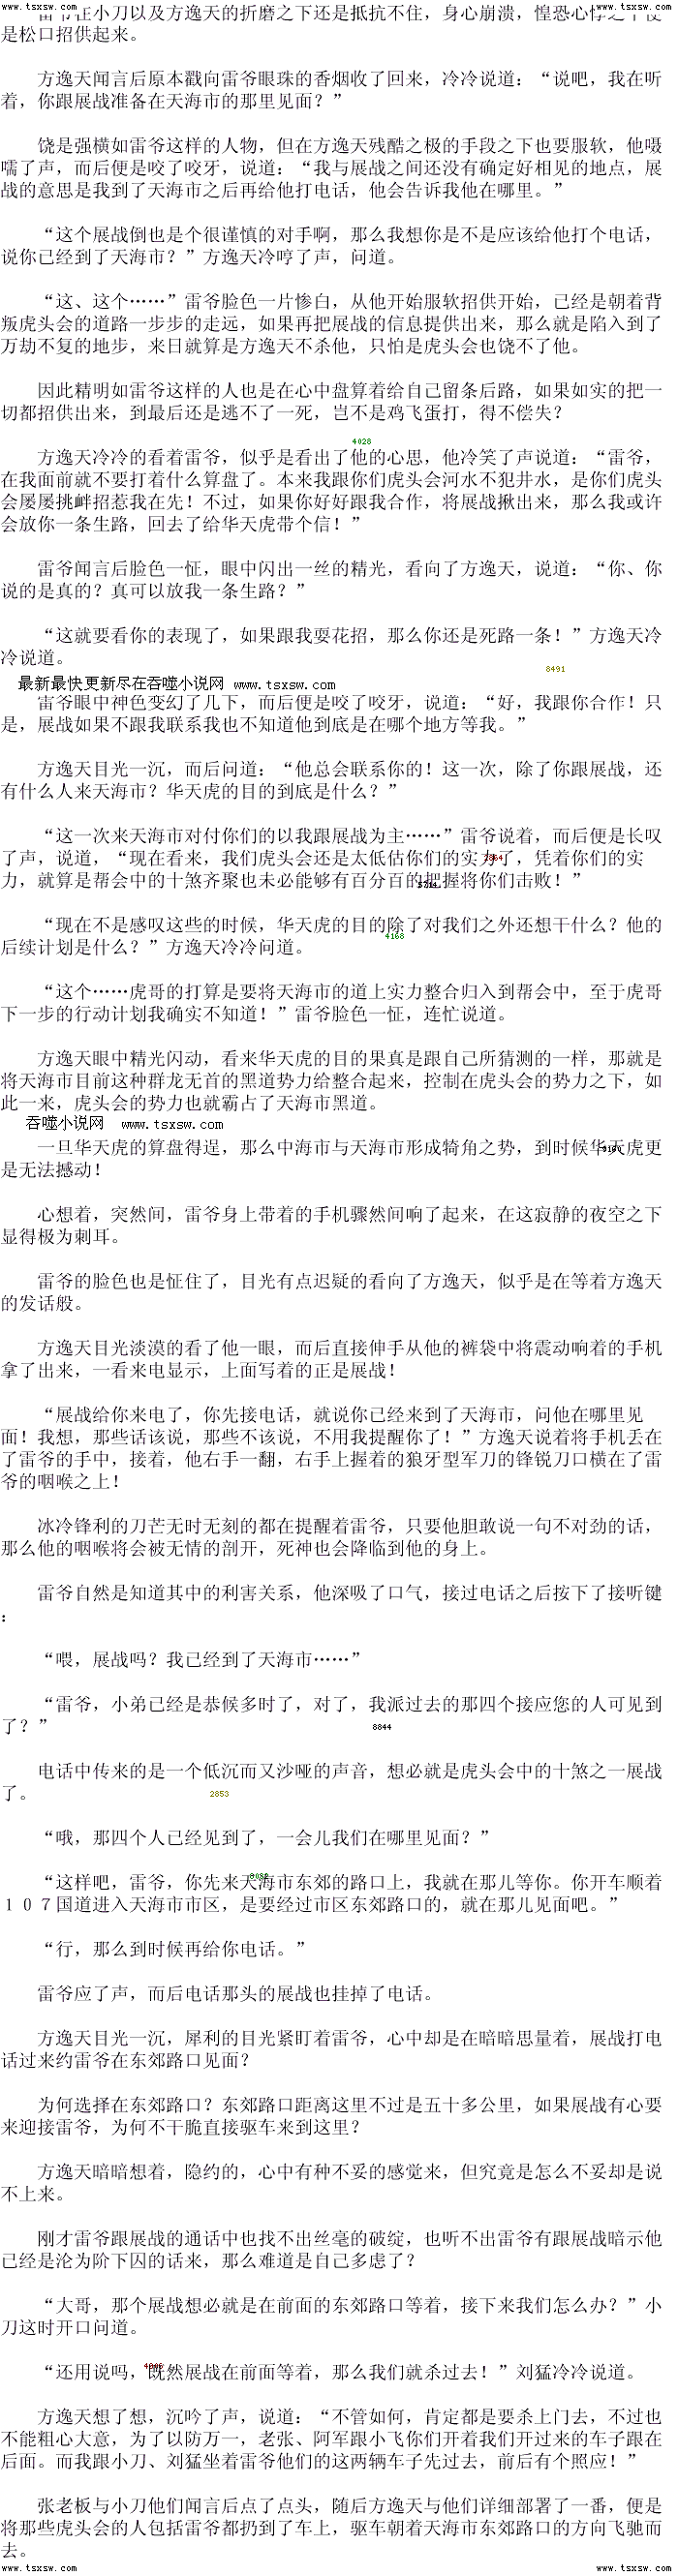 www.tsxsw.com www.tsxsw.com
雷爷在小刀以及方逸天的折磨之下还是抵抗不住，身心崩溃，惶恐心悸之下便
是松口招供起来。
方逸天闻言后原本戳向雷爷眼珠的香烟收了回来，冷冷说道：“说吧，我在听
着，你跟展战准备在天海市的那里见面？”
饶是强横如雷爷这样的人物，但在方逸天残酷之极的手段之下也要服软，他嗫
嚅了声，而后便是咬了咬牙，说道：“我与展战之间还没有确定好相见的地点，展
战的意思是我到了天海市之后再给他打电话，他会告诉我他在哪里。”
“这个展战倒也是个很谨慎的对手啊，那么我想你是不是应该给他打个电话，
说你已经到了天海市？”方逸天冷哼了声，问道。
“这、这个……”雷爷脸色一片惨白，从他开始服软招供开始，已经是朝着背
叛虎头会的道路一步步的走远，如果再把展战的信息提供出来，那么就是陷入到了
万劫不复的地步，来日就算是方逸天不杀他，只怕是虎头会也饶不了他。
因此精明如雷爷这样的人也是在心中盘算着给自己留条后路，如果如实的把一
切都招供出来，到最后还是逃不了一死，岂不是鸡飞蛋打，得不偿失？
4028
方逸天冷冷的看着雷爷，似乎是看出了他的心思，他冷笑了声说道：“雷爷，
在我面前就不要打着什么算盘了。本来我跟你们虎头会河水不犯井水，是你们虎头
会屡屡挑衅招惹我在先！不过，如果你好好跟我合作，将展战揪出来，那么我或许
会放你一条生路，回去了给华天虎带个信！”
雷爷闻言后脸色一怔，眼中闪出一丝的精光，看向了方逸天，说道：“你、你
说的是真的？真可以放我一条生路？”
“这就要看你的表现了，如果跟我耍花招，那么你还是死路一条！”方逸天冷
冷说道。
8491
最新最快更新尽在吞噬小说网 www.tsxsw.com
雷爷眼中神色变幻了几下，而后便是咬了咬牙，说道：“好，我跟你合作！只
是，展战如果不跟我联系我也不知道他到底是在哪个地方等我。”
方逸天目光一沉，而后问道：“他总会联系你的！这一次，除了你跟展战，还
有什么人来天海市？华天虎的目的到底是什么？”
“这一次来天海市对付你们的以我跟展战为主……”雷爷说着，而后便是长叹
了声，说道，“现在看来，我们虎头会还是太低估你们的实力了，凭着你们的实
力，就算是帮会中的十煞齐聚也未必能够有百分百的把握将你们击败！”
“现在不是感叹这些的时候，华天虎的目的除了对我们之外还想干什么？他的
后续计划是什么？”方逸天冷冷问道。
4168
“这个……虎哥的打算是要将天海市的道上实力整合归入到帮会中，至于虎哥
下一步的行动计划我确实不知道！”雷爷脸色一怔，连忙说道。
方逸天眼中精光闪动，看来华天虎的目的果真是跟自己所猜测的一样，那就是
将天海市目前这种群龙无首的黑道势力给整合起来，控制在虎头会的势力之下，如
此一来，虎头会的势力也就霸占了天海市黑道。
吞噬小说网 www.tsxsw.com
一旦华天虎的算盘得逞，那么中海市与天海市形成犄角之势，到时候华天虎更
是无法撼动！
心想着，突然间，雷爷身上带着的手机骤然间响了起来，在这寂静的夜空之下
显得极为刺耳。
雷爷的脸色也是怔住了，目光有点迟疑的看向了方逸天，似乎是在等着方逸天
的发话般。
方逸天目光淡漠的看了他一眼，而后直接伸手从他的裤袋中将震动响着的手机
拿了出来，一看来电显示，上面写着的正是展战！
“展战给你来电了，你先接电话，就说你已经来到了天海市，问他在哪里见
面！我想，那些话该说，那些不该说，不用我提醒你了！”方逸天说着将手机丢在
了雷爷的手中，接着，他右手一翻，右手上握着的狼牙型军刀的锋锐刀口横在了雷
爷的咽喉之上！
冰冷锋利的刀芒无时无刻的都在提醒着雷爷，只要他胆敢说一句不对劲的话，
那么他的咽喉将会被无情的剖开，死神也会降临到他的身上。
雷爷自然是知道其中的利害关系，他深吸了口气，接过电话之后按下了接听键
：
“喂，展战吗？我已经到了天海市……”
“雷爷，小弟已经是恭候多时了，对了，我派过去的那四个接应您的人可见到
了？”
8844
电话中传来的是一个低沉而又沙哑的声音，想必就是虎头会中的十煞之一展战
了。
2853
“哦，那四个人已经见到了，一会儿我们在哪里见面？”
“这样吧，雷爷，你先来天海市东郊的路口上，我就在那儿等你。你开车顺着
１０７国道进入天海市市区，是要经过市区东郊路口的，就在那儿见面吧。”
“行，那么到时候再给你电话。”
雷爷应了声，而后电话那头的展战也挂掉了电话。
方逸天目光一沉，犀利的目光紧盯着雷爷，心中却是在暗暗思量着，展战打电
话过来约雷爷在东郊路口见面？
为何选择在东郊路口？东郊路口距离这里不过是五十多公里，如果展战有心要
来迎接雷爷，为何不干脆直接驱车来到这里？
方逸天暗暗想着，隐约的，心中有种不妥的感觉来，但究竟是怎么不妥却是说
不上来。
刚才雷爷跟展战的通话中也找不出丝毫的破绽，也听不出雷爷有跟展战暗示他
已经是沦为阶下囚的话来，那么难道是自己多虑了？
“大哥，那个展战想必就是在前面的东郊路口等着，接下来我们怎么办？”小
刀这时开口问道。
“还用说吗，既然展战在前面等着，那么我们就杀过去！”刘猛冷冷说道。
方逸天想了想，沉吟了声，说道：“不管如何，肯定都是要杀上门去，不过也
不能粗心大意，为了以防万一，老张、阿军跟小飞你们开着我们开过来的车子跟在
后面。而我跟小刀、刘猛坐着雷爷他们的这两辆车子先过去，前后有个照应！”
张老板与小刀他们闻言后点了点头，随后方逸天与他们详细部署了一番，便是
将那些虎头会的人包括雷爷都扔到了车上，驱车朝着天海市东郊路口的方向飞驰而
去。
www.tsxsw.com www.tsxsw.com